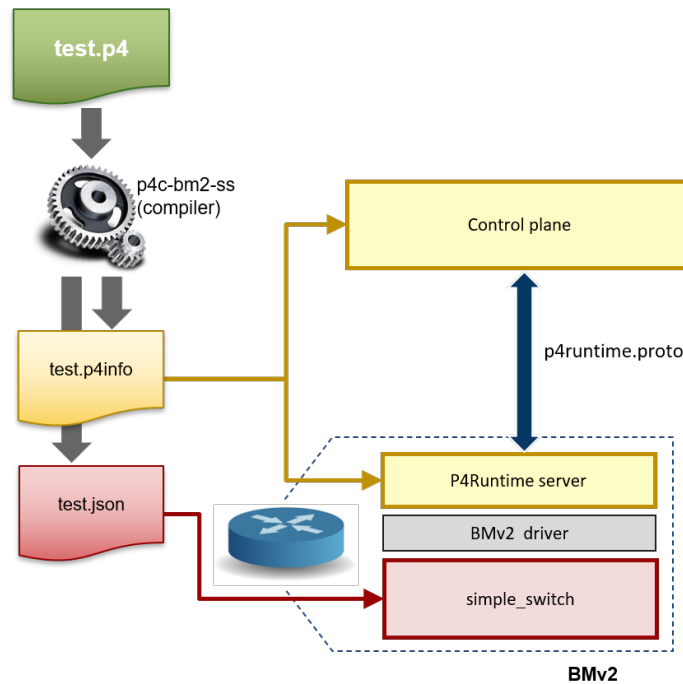 test.p4
p4c-bm2-ss
(compiler)
Control plane
p4runtime.proto
test.p4info
P4Runtime server
test.json
BMv2 driver
simple_switch
BMv2